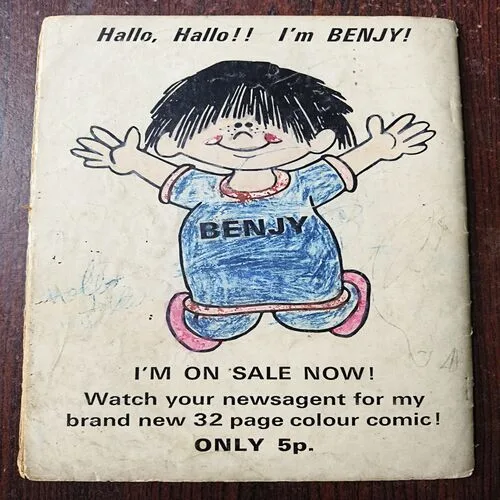 Hallo, Hallo!! I'm BENJY!
BENJY
I'M ON SALE NOW!
Watch your newsagent for my
brand new 32 page colour comic!
ONLY 5p.